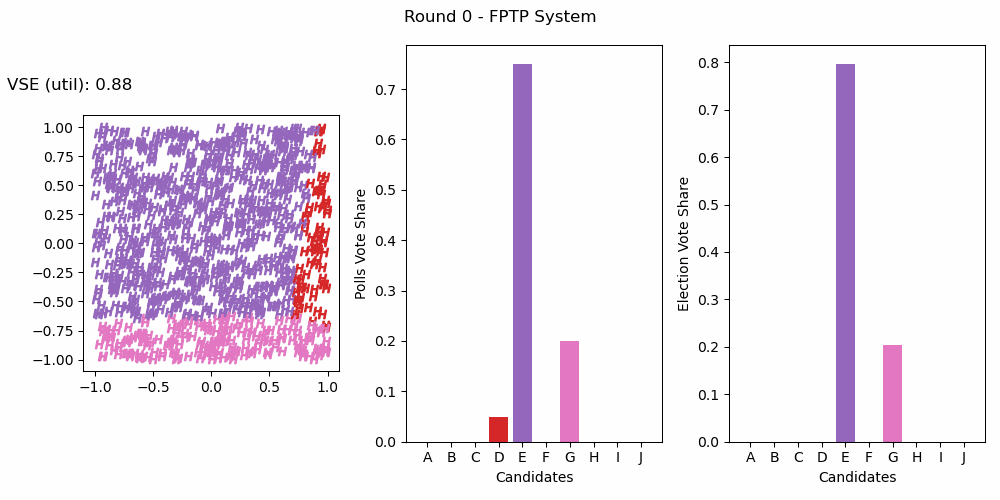 Round 0 - FPTP System
VSE (util): 0.88
1.00
0.75
0.50
0.25
0.00
−0.25
−0.50
−0.75
−1.00
−1.0 −0.5 0.0 0.5 1.0
Polls Vote Share
0.7
0.6
0.5
0.4
0.3
0.2
0.1
0.0
A B C D E F G H I J
Candidates
Election Vote Share
0.8
0.7
0.6
0.5
0.4
0.3
0.2
0.1
0.0
A B C D E F G H I J
Candidates